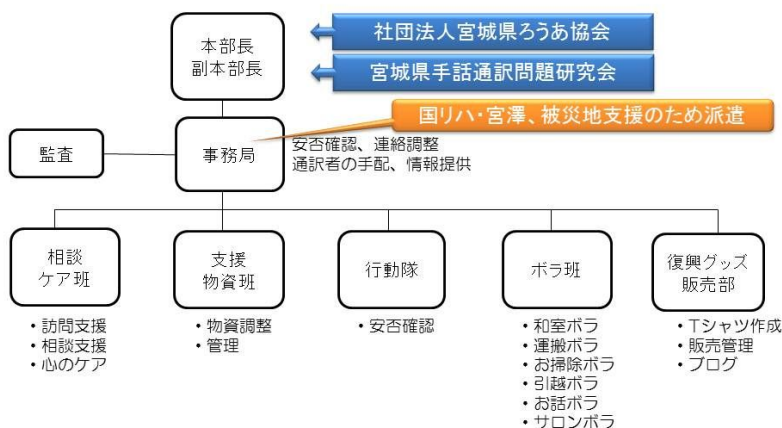 本部長
副本部長
社団法人宮城県ろうあ協会
宮城県手話通訳問題研究会
国リハ・宮澤、被災地支援のため派遣
監査
事務局
安否確認、連絡調整
通訳者の手配、情報提供
相談
ケア班
・訪問支援
・相談支援
・心のケア
支援
物資班
・物資調整
・管理
行動隊
・安否確認
ボラ班
・和室ボラ
・運搬ボラ
・お掃除ボラ
・引越ボラ
・お話ボラ
・サロンボラ
復興グッズ
販売部
・Tシャツ作成
・販売管理
・ブログ